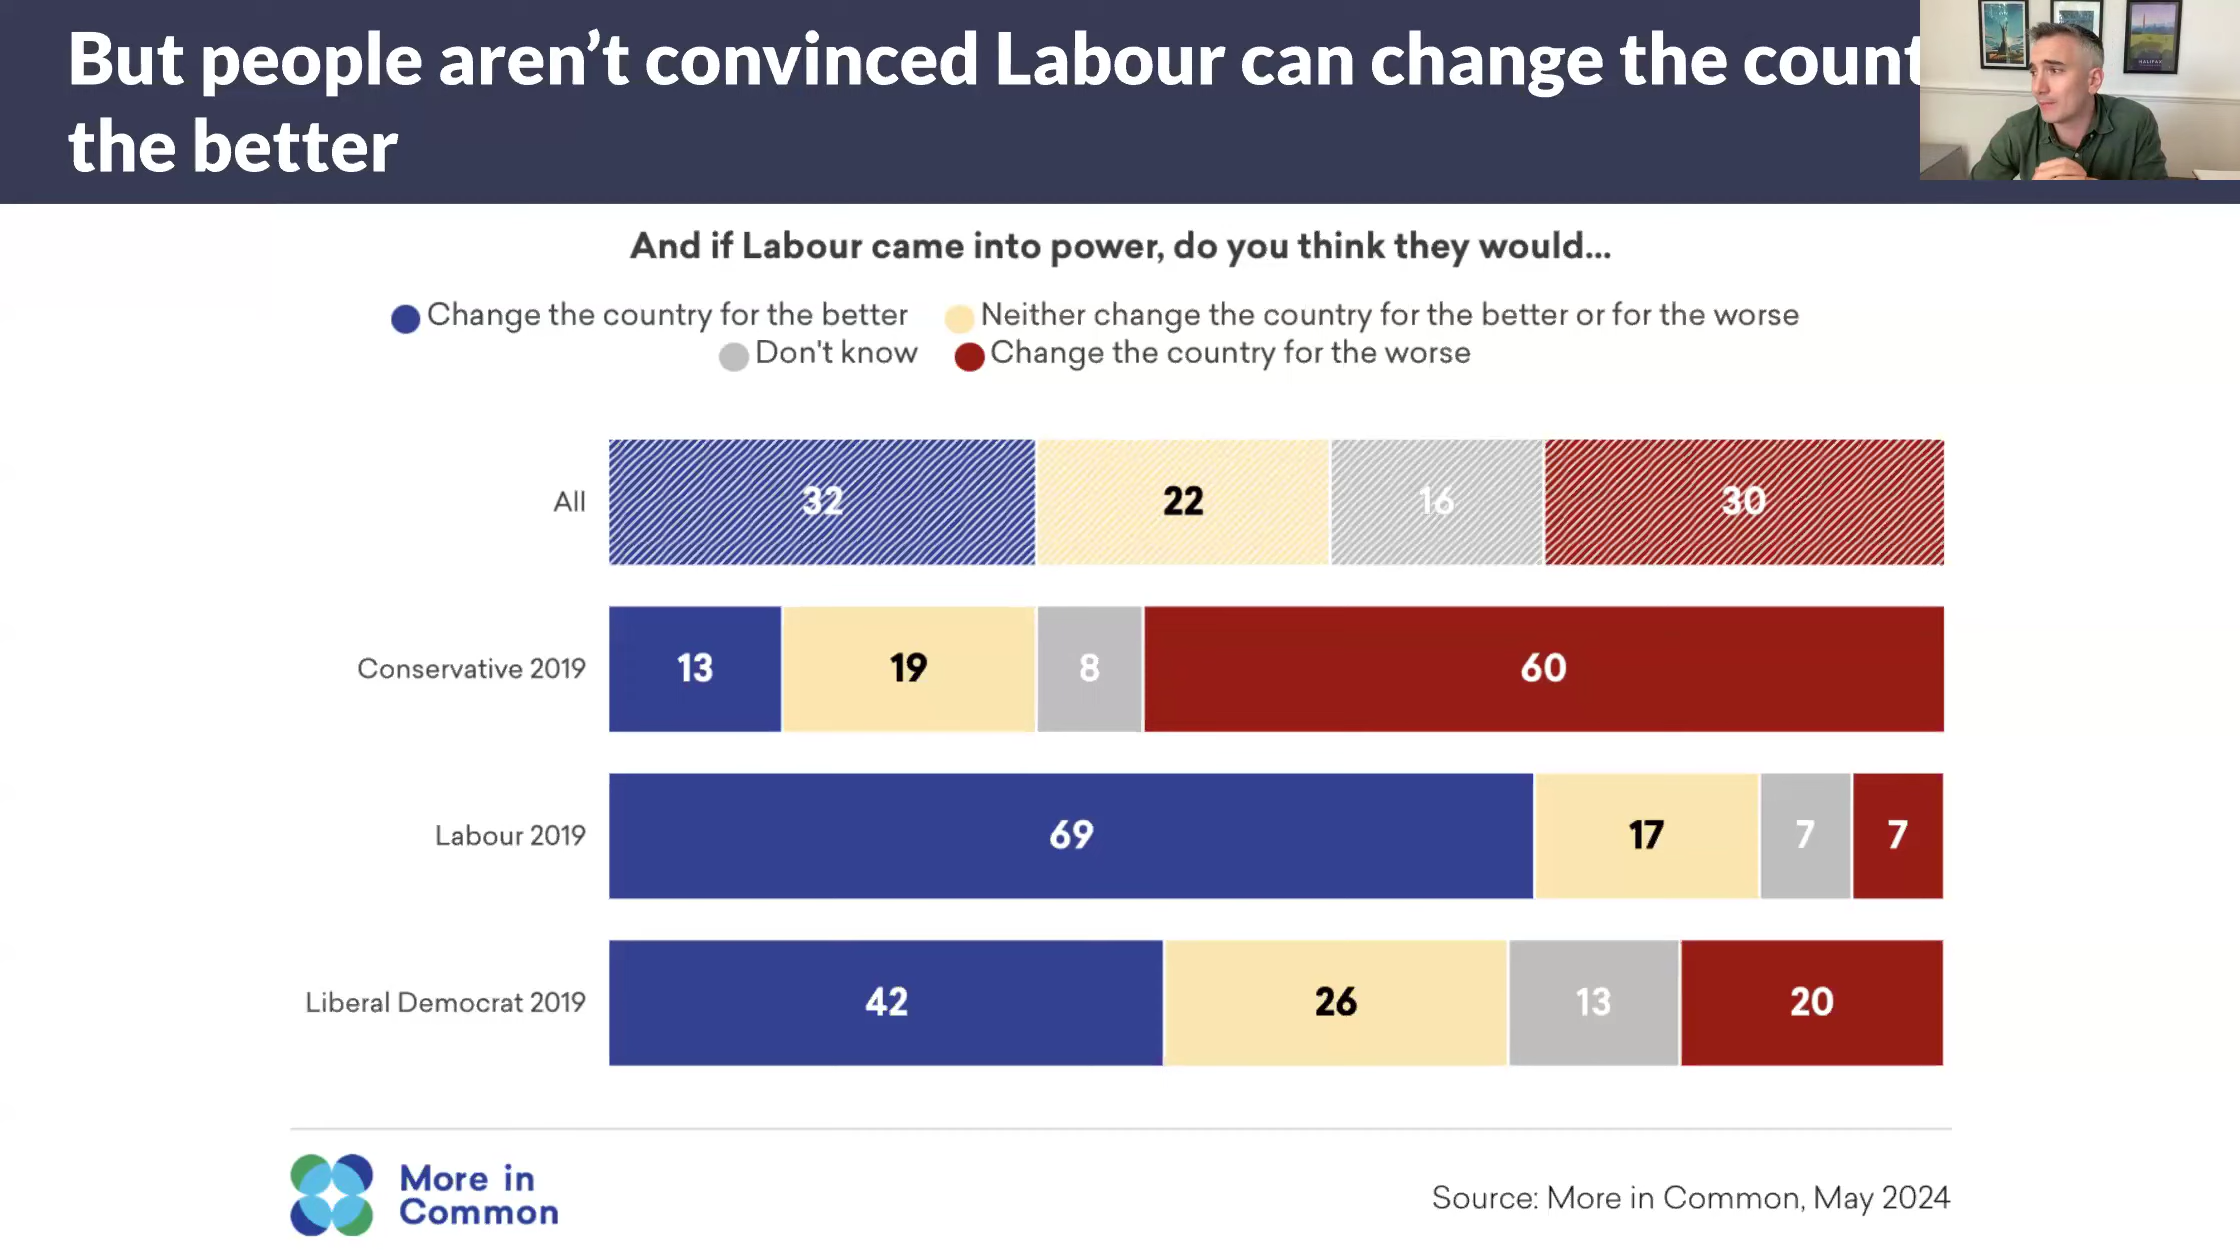 But people aren't convinced Labour can change the
the better
And if Labour came into power, do you think they would...
Change the country for the better
Neither change the country for the better or for the worse
Don't know
Change the country for the worse
All
32
22
16
30
Conservative 2019
13
19
8
60
Labour 2019
69
17
7
7
Liberal Democrat 2019
42
26
13
20
More in
Common
Source: More in Common, May 2024
HALIFAX